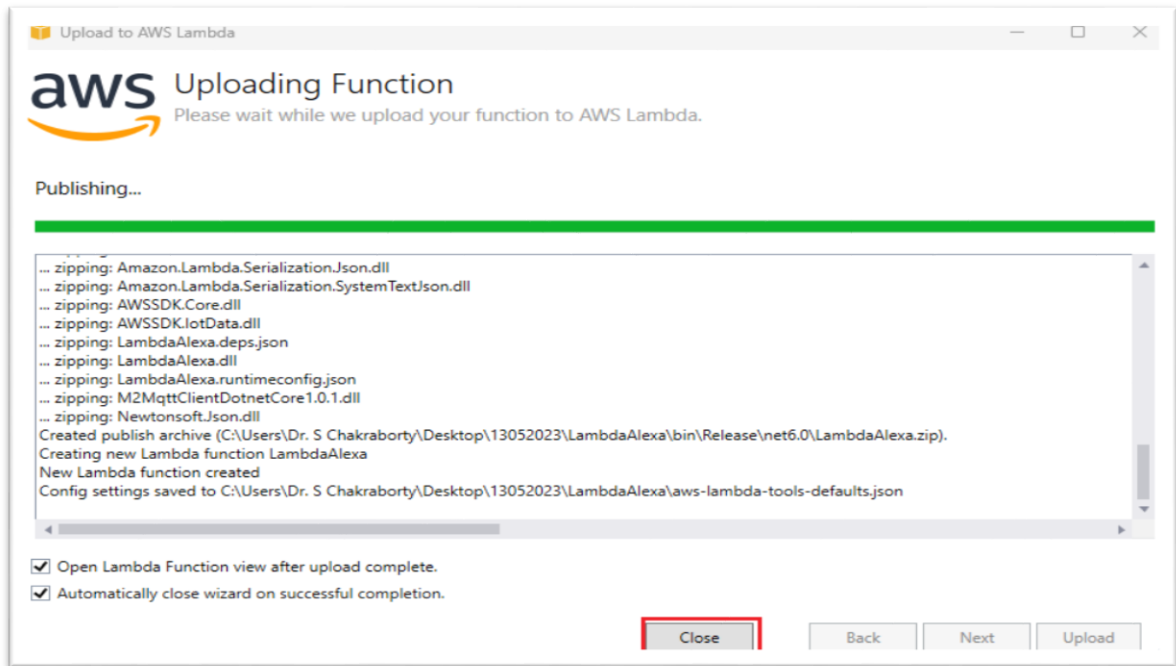 Upload to AWS Lambda
aws
Uploading Function
Please wait while we upload your function to AWS Lambda.
Publishing...
... zipping: Amazon.Lambda.Serialization.Json.dll
... zipping: Amazon.Lambda.Serialization.SystemTextJson.dll
... zipping: AWSSDK.Core.dll
... zipping: AWSSDK.IotData.dll
... zipping: LambdaAlexa.deps.json
... zipping: LambdaAlexa.dll
... zipping: LambdaAlexa.runtimeconfig.json
... zipping: M2MqttClientDotnetCore1.0.1.dll
... zipping: Newtonsoft.Json.dll
Created publish archive (C:\Users\Dr. S Chakraborty\Desktop\13052023\LambdaAlexa\bin\Release\net6.0\LambdaAlexa.zip).
Creating new Lambda function LambdaAlexa
New Lambda function created
Config settings saved to C:\Users\Dr. S Chakraborty\Desktop\13052023\LambdaAlexa\aws-lambda-tools-defaults.json
Open Lambda Function view after upload complete.
Automatically close wizard on successful completion.
Close Back Next Upload